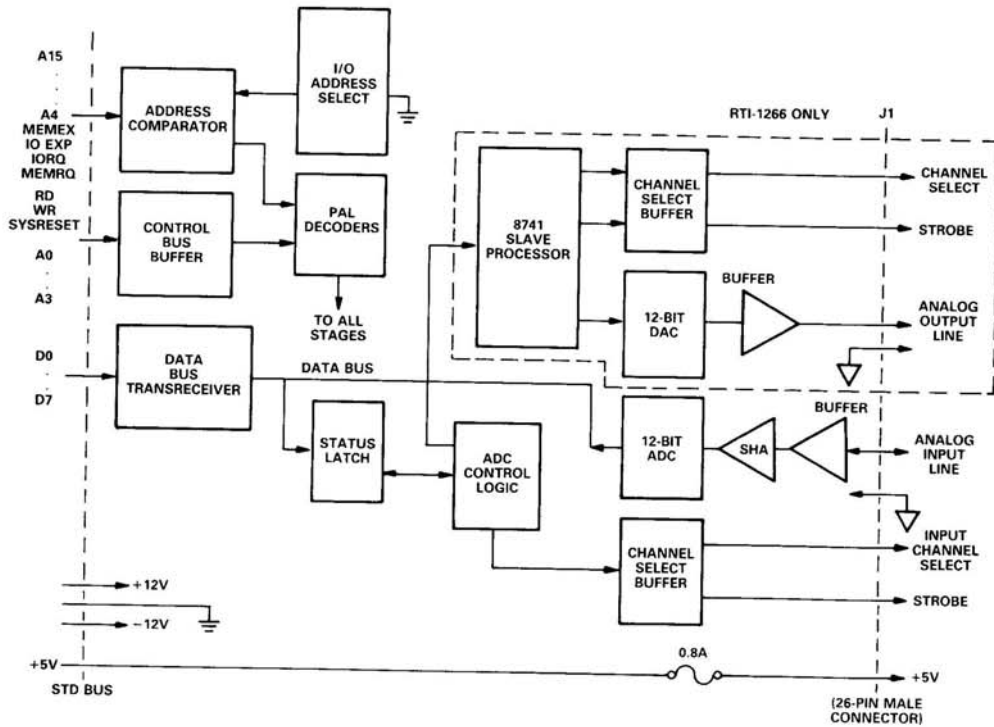 A15
A4
MEMEX
IO EXP
IORQ
MEMRQ
RD
WR
SYSRESET
A0
A3
D0
D7
ADDRESS
COMPARATOR
I/O
ADDRESS
SELECT
CONTROL
BUS
BUFFER
PAL
DECODERS
TO ALL
STAGES
DATA
BUS
TRANSRECEIVER
DATA BUS
STATUS
LATCH
ADC
CONTROL
LOGIC
RTI-1266 ONLY
J1
8741
SLAVE
PROCESSOR
CHANNEL
SELECT
BUFFER
CHANNEL
SELECT
STROBE
12-BIT
DAC
BUFFER
ANALOG
OUTPUT
LINE
12-BIT
ADC
SHA
BUFFER
ANALOG
INPUT
LINE
CHANNEL
SELECT
BUFFER
INPUT
CHANNEL
SELECT
STROBE
+12V
-12V
+5V
0.8A
+5V
STD BUS
(26-PIN MALE
CONNECTOR)